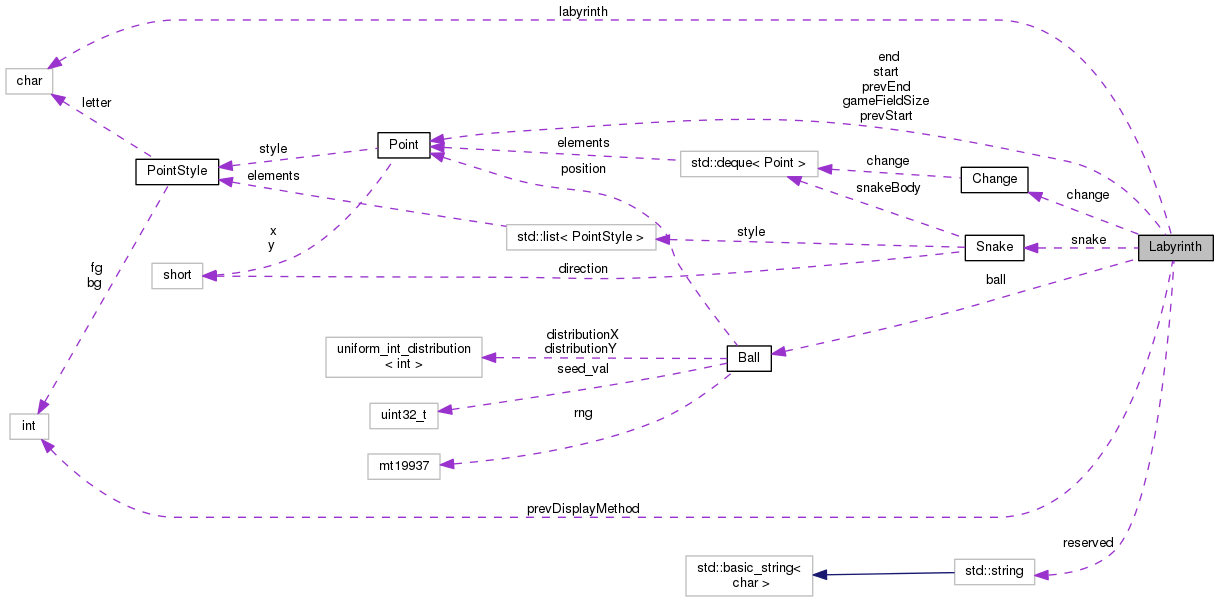 labyrinth
end
start
prevEnd
gameFieldSize
prevStart
char
letter
Point
style
elements
std::deque< Point >
change
Change
PointStyle
elements
position
snakeBody
change
x
y
std::list< PointStyle >
style
Snake
snake
Labyrinth
fg
bg
short
direction
ball
uniform_int_distribution
< int >
distributionX
distributionY
Ball
seed_val
uint32_t
rng
int
mt19937
prevDisplayMethod
reserved
std::basic_string<
char >
std::string